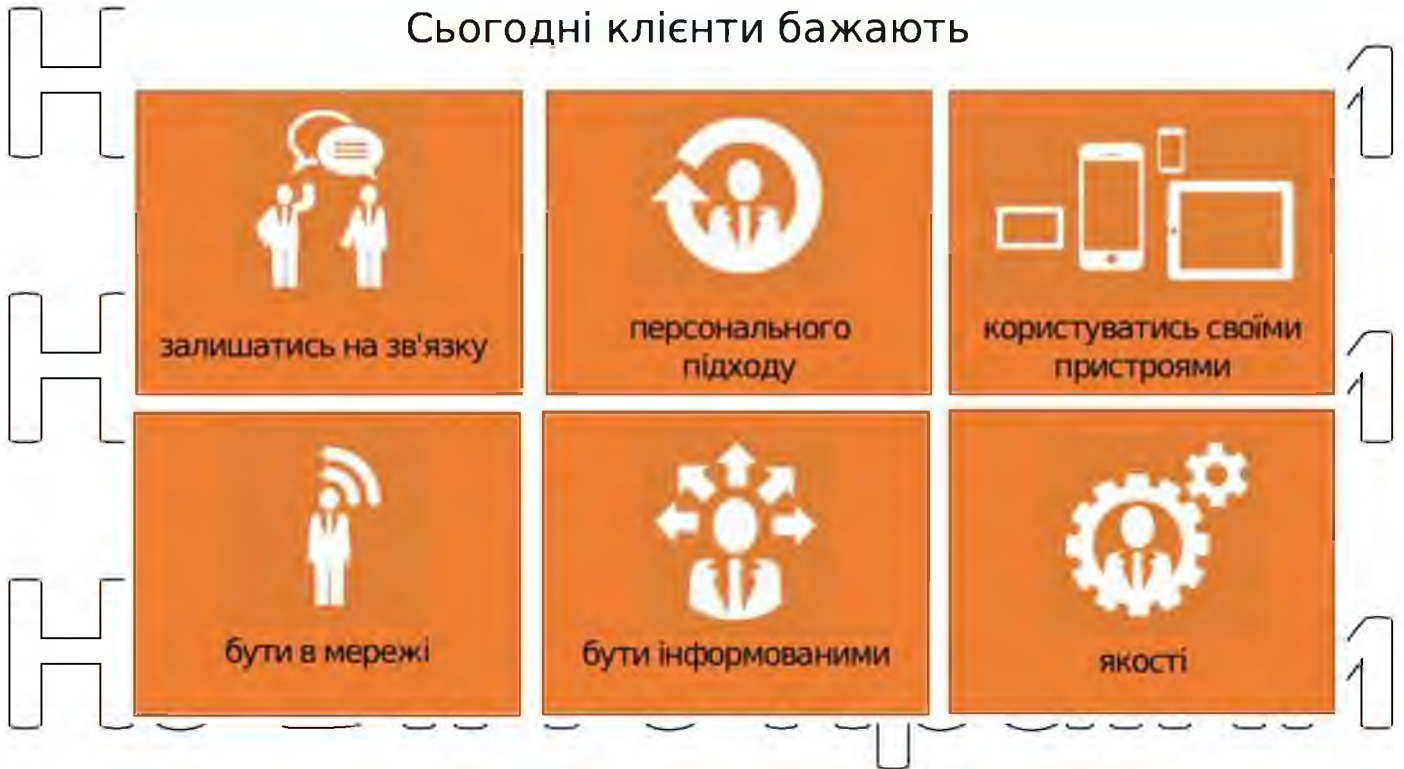 Сьогодні клієнти бажають
залишатись на зв'язку
персонального
підходу
користуватись своїми
пристроями
бути в мережі
бути інформованими
якості